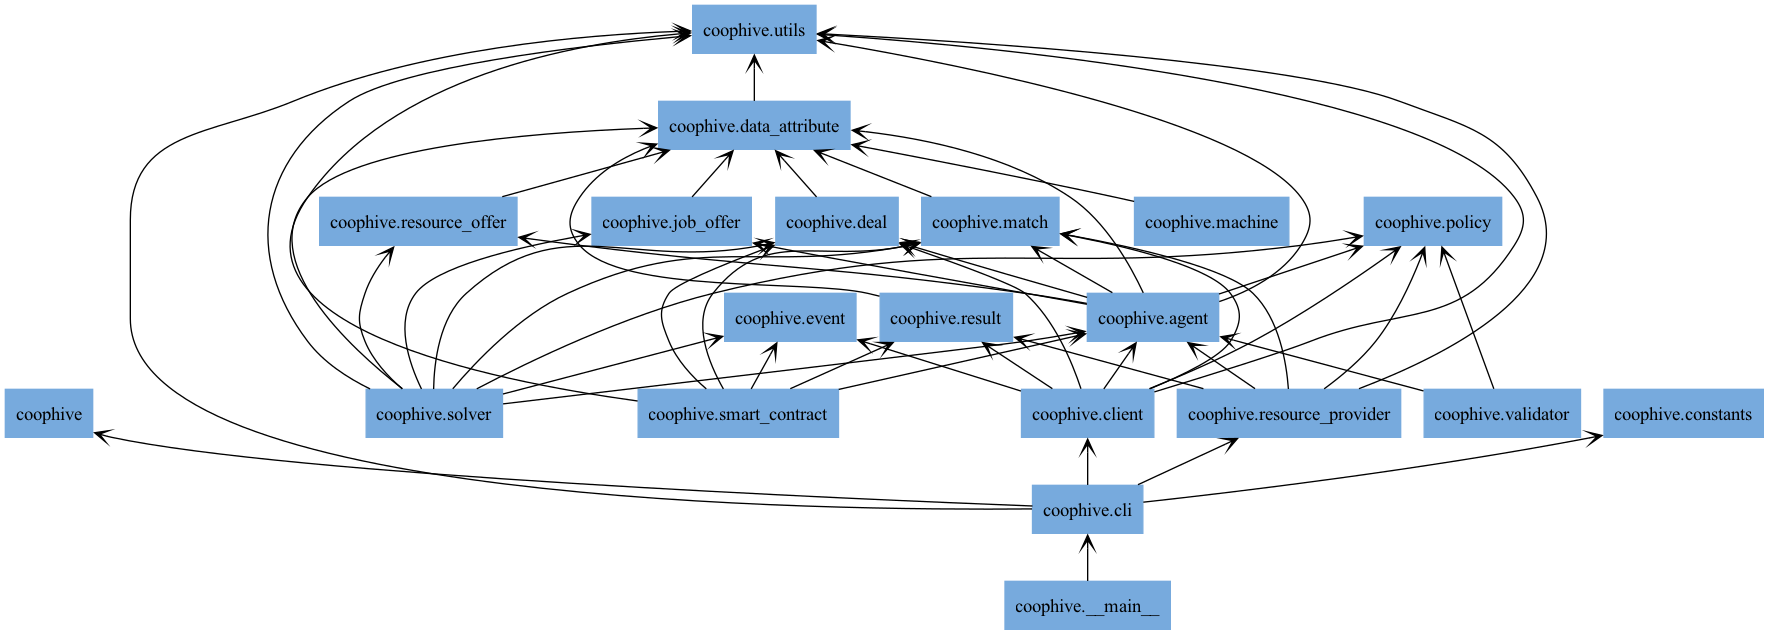 coophive.utils
coophive.data_attribute
coophive.resource_offer
coophive.job_offer
coophive.deal
coophive.match
coophive.machine
coophive.policy
coophive.event
coophive.result
coophive.agent
coophive
coophive.solver
coophive.smart_contract
coophive.client
coophive.resource_provider
coophive.validator
coophive.constants
coophive.cli
coophive.__main__